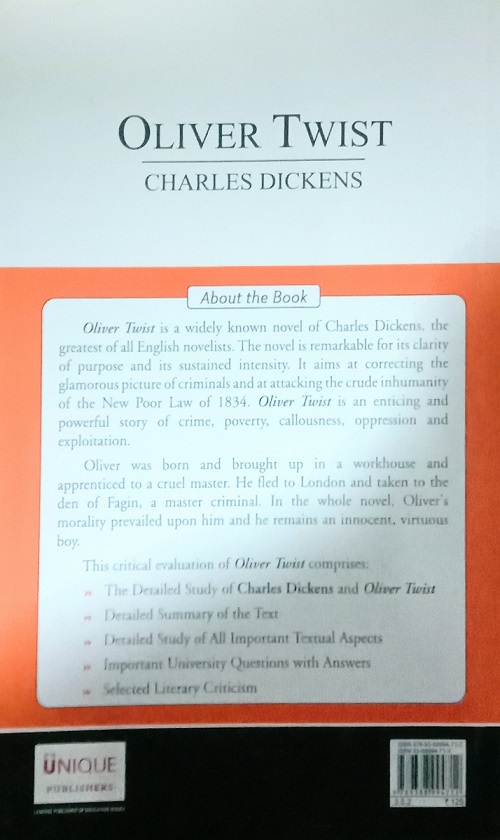 OLIVER TWIST
CHARLES DICKENS
About the Book
Oliver Twist is a widely known novel of Charles Dickens, the
greatest of all English novelists. The novel is remarkable for its clarity
of purpose and its sustained intensity. It aims at correcting the
glamorous picture of criminals and at attacking the crude inhumanity
of the New Poor Law of 1834. Oliver Twist is an enticing and
powerful story of crime, poverty, callousness, oppression and
exploitation.
Oliver was born and brought up in a workhouse and
apprenticed to a cruel master. He fled to London and taken to the
den of Fagin, a master criminal. In the whole novel, Oliver's
morality prevailed upon him and he remains an innocent, virtuous
boy.
This critical evaluation of Oliver Twist comprises:
» The Detailed Study of Charles Dickens and Oliver Twist
» Detailed Summary of the Text
» Detailed Study of All Important Textual Aspects
» Important University Questions with Answers
» Selected Literary Criticism
UNIQUE
PUBLISHERS
₹ 125